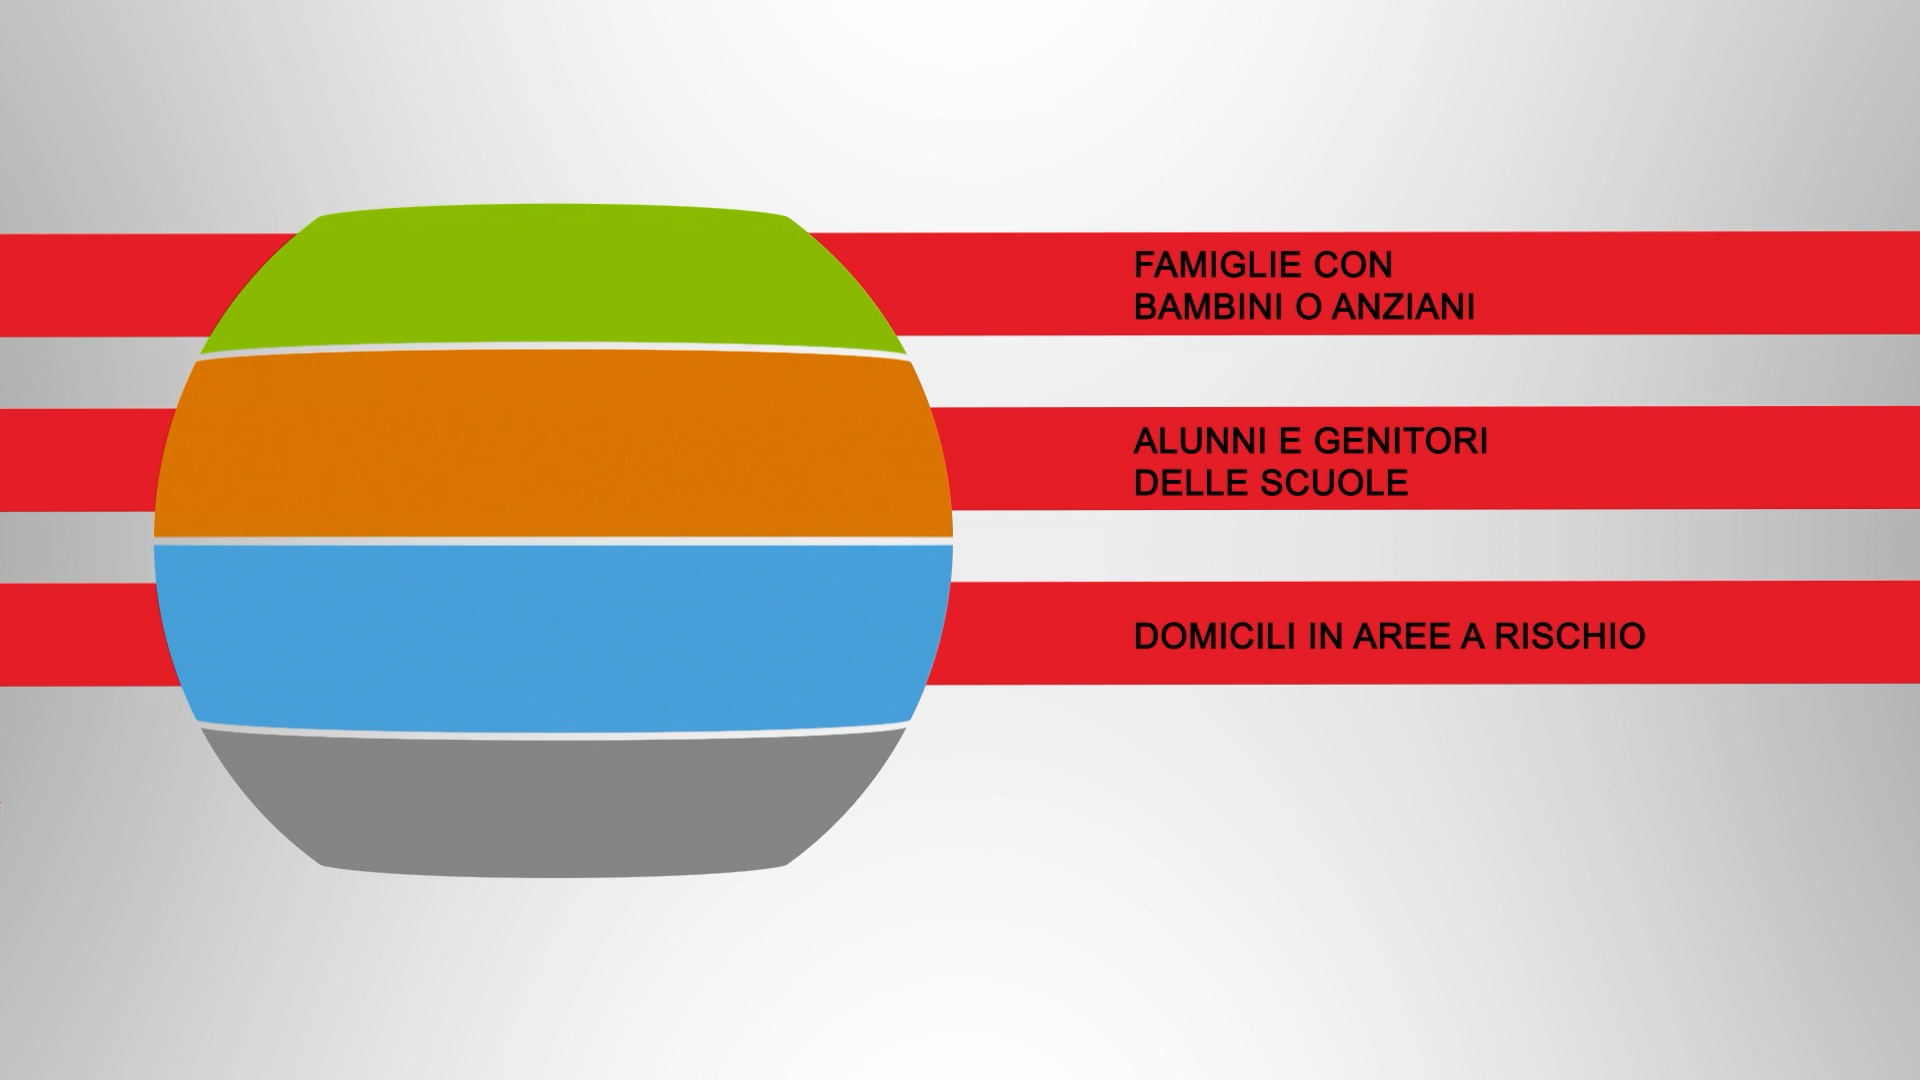 FAMIGLIE CON
BAMBINI O ANZIANI
ALUNNI E GENITORI
DELLE SCUOLE
DOMICILI IN AREE A RISCHIO